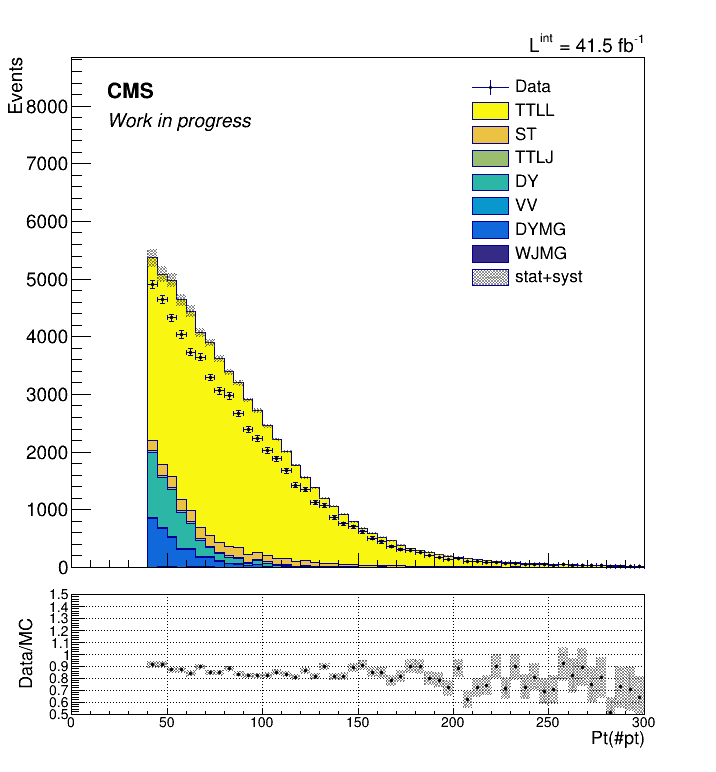 L^int = 41.5 fb^-1
Events
CMS
Work in progress
Data
TTLL
ST
TTLJ
DY
VV
DYMG
WJMG
stat+syst
8000
7000
6000
5000
4000
3000
2000
1000
0
Data/MC
1.5
1.4
1.3
1.2
1.1
1
0.9
0.8
0.7
0.6
0.5
0 50 100 150 200 250 300
Pt(#pt)